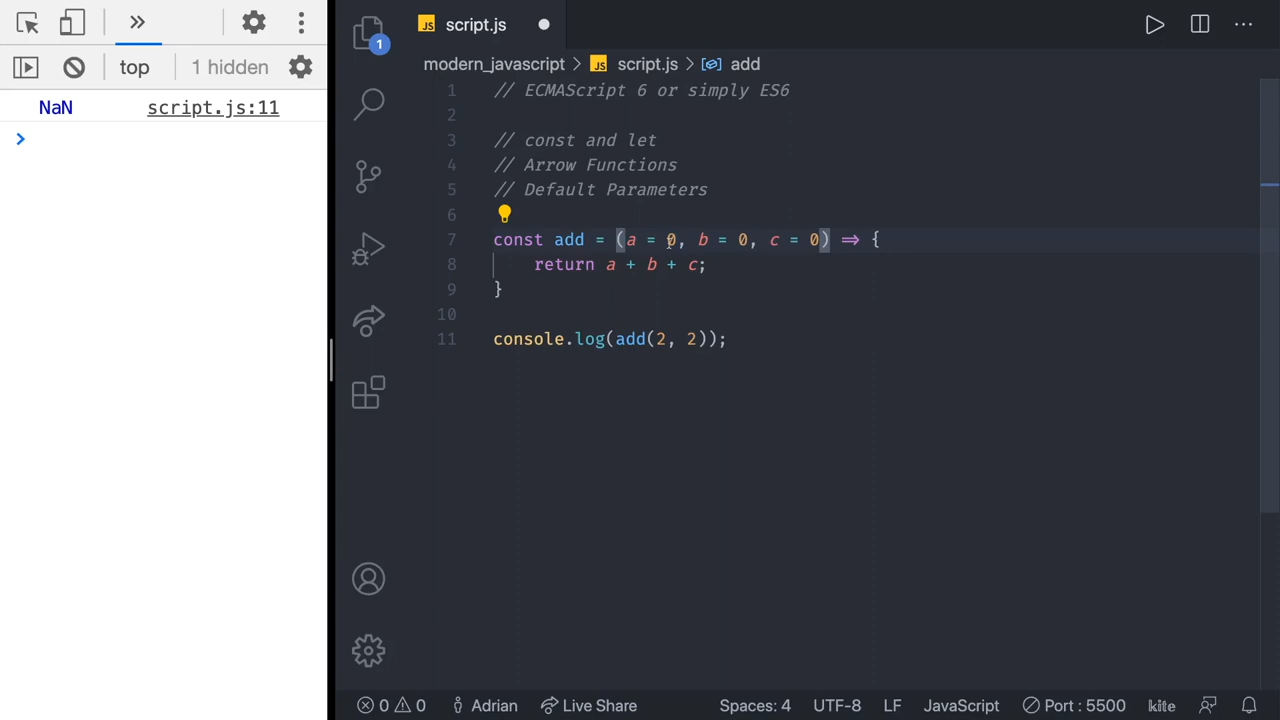 top
1 hidden
NaN script.js:11
>
1
JS script.js
modern_javascript > JS script.js > add
1 // ECMAScript 6 or simply ES6
2
3 // const and let
4 // Arrow Functions
5 // Default Parameters
6
7 const add = (a = 0, b = 0, c = 0) => {
8 return a + b + c;
9 }
10
11 console.log(add(2, 2));
0 0 Adrian Live Share Spaces: 4 UTF-8 LF JavaScript Port : 5500 kite